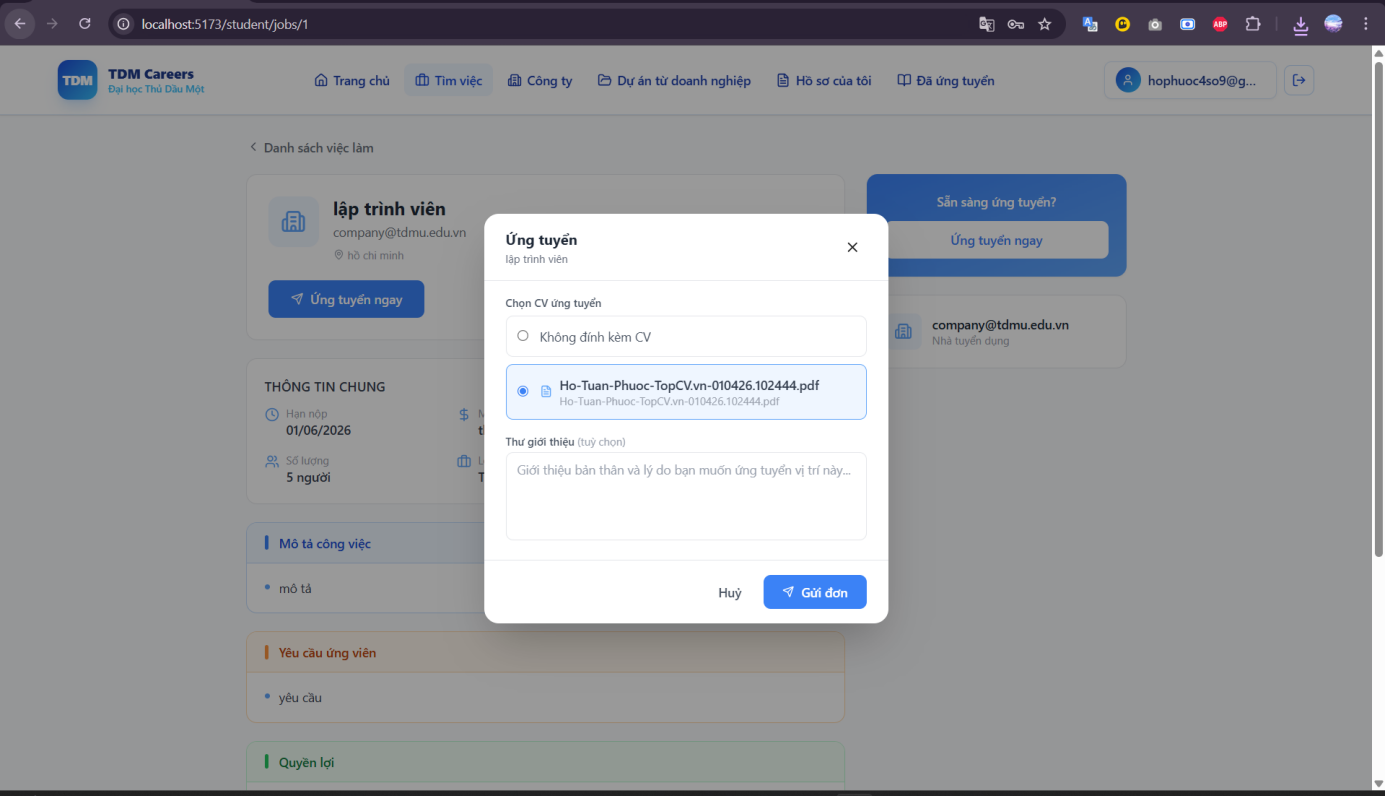 localhost:5173/student/jobs/1
ABP
TDM
TDM Careers
Đại học Thủ Dầu Một
Trang chủ
Tìm việc
Công ty
Dự án từ doanh nghiệp
Hồ sơ của tôi
Đã ứng tuyển
hophuoc4so9@g...
Danh sách việc làm
lập trình viên
company@tdmu.edu.vn
hồ chi minh
Ứng tuyển ngay
Sẵn sàng ứng tuyển?
Ứng tuyển ngay
company@tdmu.edu.vn
Nhà tuyển dụng
THÔNG TIN CHUNG
Hạn nộp
01/06/2026
Số lượng
5 người
Mô tả công việc
mô tả
Yêu cầu ứng viên
yêu cầu
Quyền lợi
Ứng tuyển
lập trình viên
Chọn CV ứng tuyển
Không đính kèm CV
Ho-Tuan-Phuoc-TopCV.vn-010426.102444.pdf
Ho-Tuan-Phuoc-TopCV.vn-010426.102444.pdf
Thư giới thiệu (tuỳ chọn)
Giới thiệu bản thân và lý do bạn muốn ứng tuyển vị trí này...
Huỷ
Gửi đơn